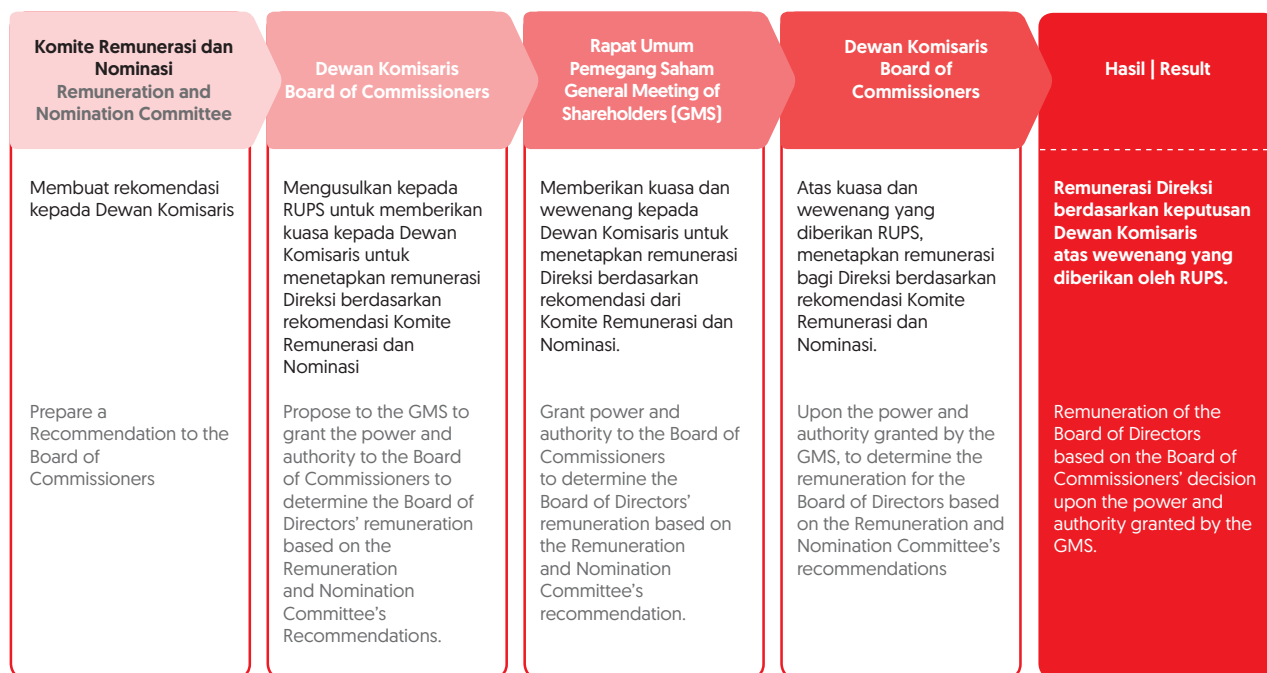 Komite Remunerasi dan
Nominasi
Remuneration and
Nomination Committee
Membuat rekomendasi
kepada Dewan Komisaris
Prepare a
Recommendation to the
Board of
Commissioners
Dewan Komisaris
Board of Commissioners
Mengusulkan kepada
RUPS untuk memberikan
kuasa kepada Dewan
Komisaris untuk
menetapkan remunerasi
Direksi berdasarkan
rekomendasi Komite
Remunerasi dan
Nominasi
Propose to the GMS to
grant the power and
authority to the Board
of Commissioners to
determine the Board of
Directors’ remuneration
based on the
Remuneration
and Nomination
Committee’s
Recommendations.
Rapat Umum
Pemegang Saham
General Meeting of
Shareholders (GMS)
Memberikan kuasa dan
wewenang kepada
Dewan Komisaris untuk
menetapkan remunerasi
Direksi berdasarkan
rekomendasi dari
Komite Remunerasi dan
Nominasi.
Grant power and
authority to the Board of
Commissioners
to determine the
Board of Directors’
remuneration based on
the Remuneration
and Nomination
Committee’s
recommendation.
Dewan Komisaris
Board of
Commissioners
Atas kuasa dan
wewenang yang
diberikan RUPS,
menetapkan remunerasi
bagi Direksi berdasarkan
rekomendasi Komite
Remunerasi dan
Nominasi.
Upon the power and
authority granted by the
GMS, to determine the
remuneration for the
Board of Directors based
on the Remuneration and
Nomination Committee’s
recommendations
Hasil | Result
Remunerasi Direksi
berdasarkan keputusan
Dewan Komisaris
atas wewenang yang
diberikan oleh RUPS.
Remuneration of the
Board of Directors
based on the Board of
Commissioners’ decision
upon the power and
authority granted by the
GMS.